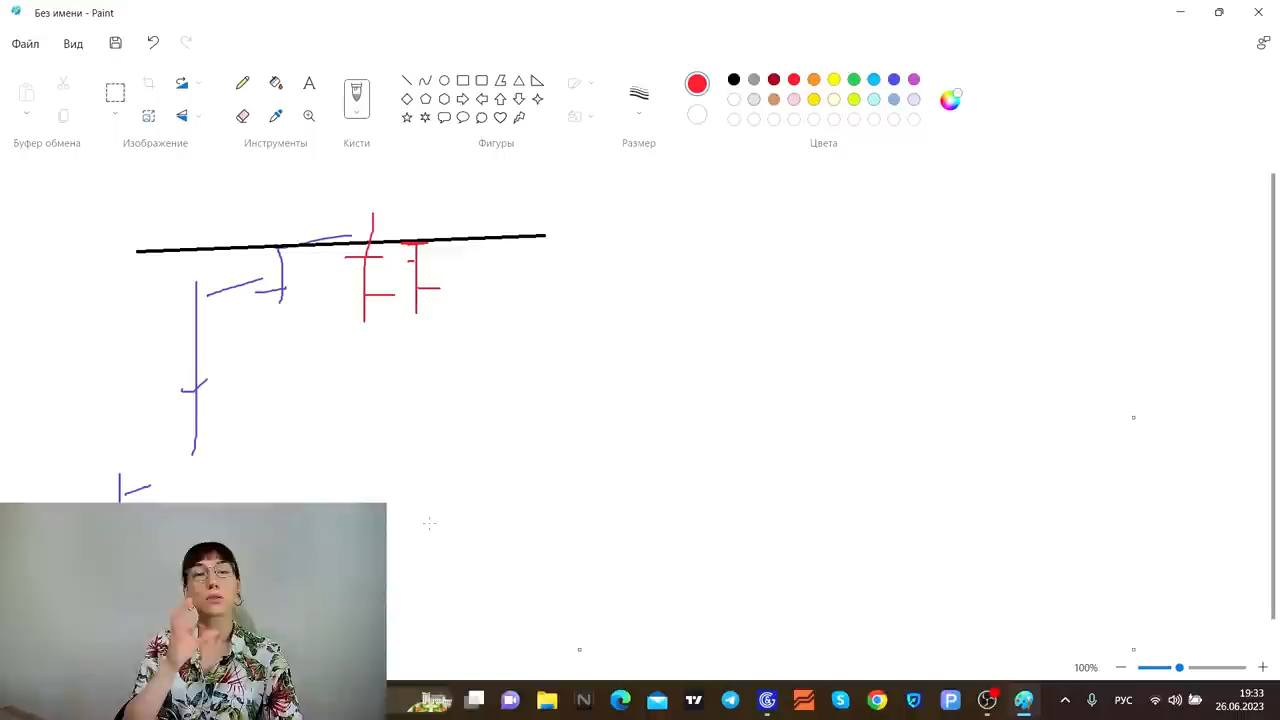 Без имени - Paint
Файл
Вид
Буфер обмена
Изображение
Инструменты
Кисти
Фигуры
Размер
Цвета
100%
РУС
19:33
26.06.2023